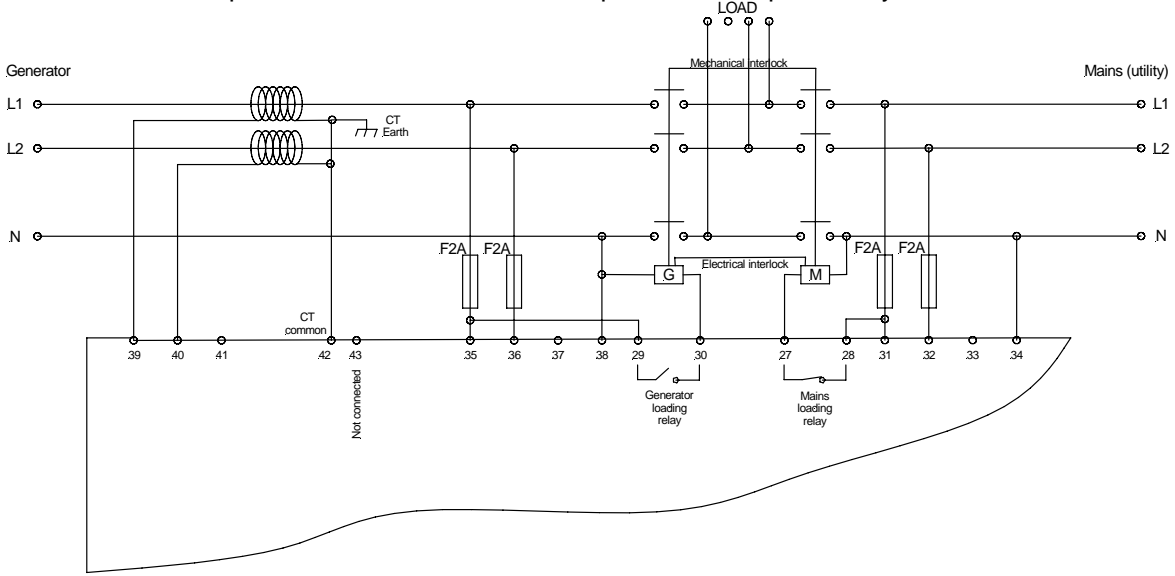 LOAD
Mechanical interlock
Generator
Mains (utility)
L1
L1
CT
Earth
L2
L2
N
N
F2A
F2A
F2A
F2A
Electrical interlock
G
M
CT
common
39
40
41
42
43
35
36
37
38
29
30
27
28
31
32
33
34
Not connected
Generator
loading
relay
Mains
loading
relay